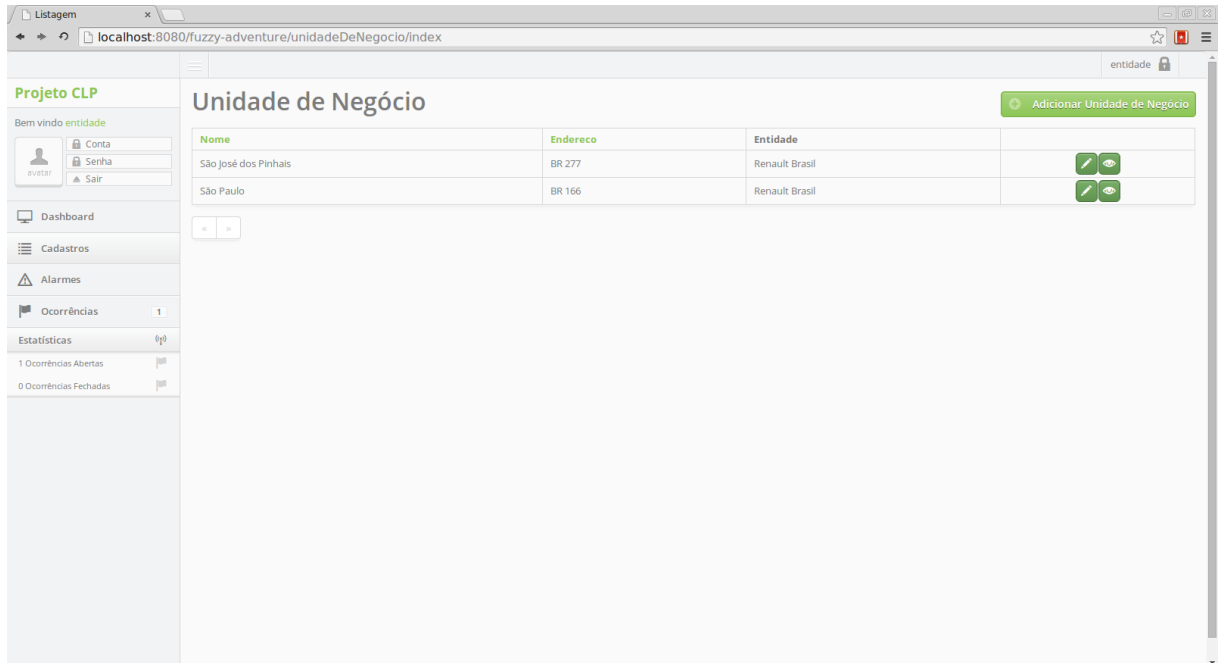 Listagem
localhost:8080/fuzzy-adventure/unidadeDeNegocio/index
entidade
Projeto CLP
Bem vindo entidade
avatar
Conta
Senha
Sair
Dashboard
Cadastros
Alarmes
Ocorrências 1
Estatísticas
1 Ocorrências Abertas
0 Ocorrências Fechadas
Unidade de Negócio
Adicionar Unidade de Negócio
Nome Endereco Entidade
São José dos Pinhais BR 277 Renault Brasil
São Paulo BR 166 Renault Brasil
« »